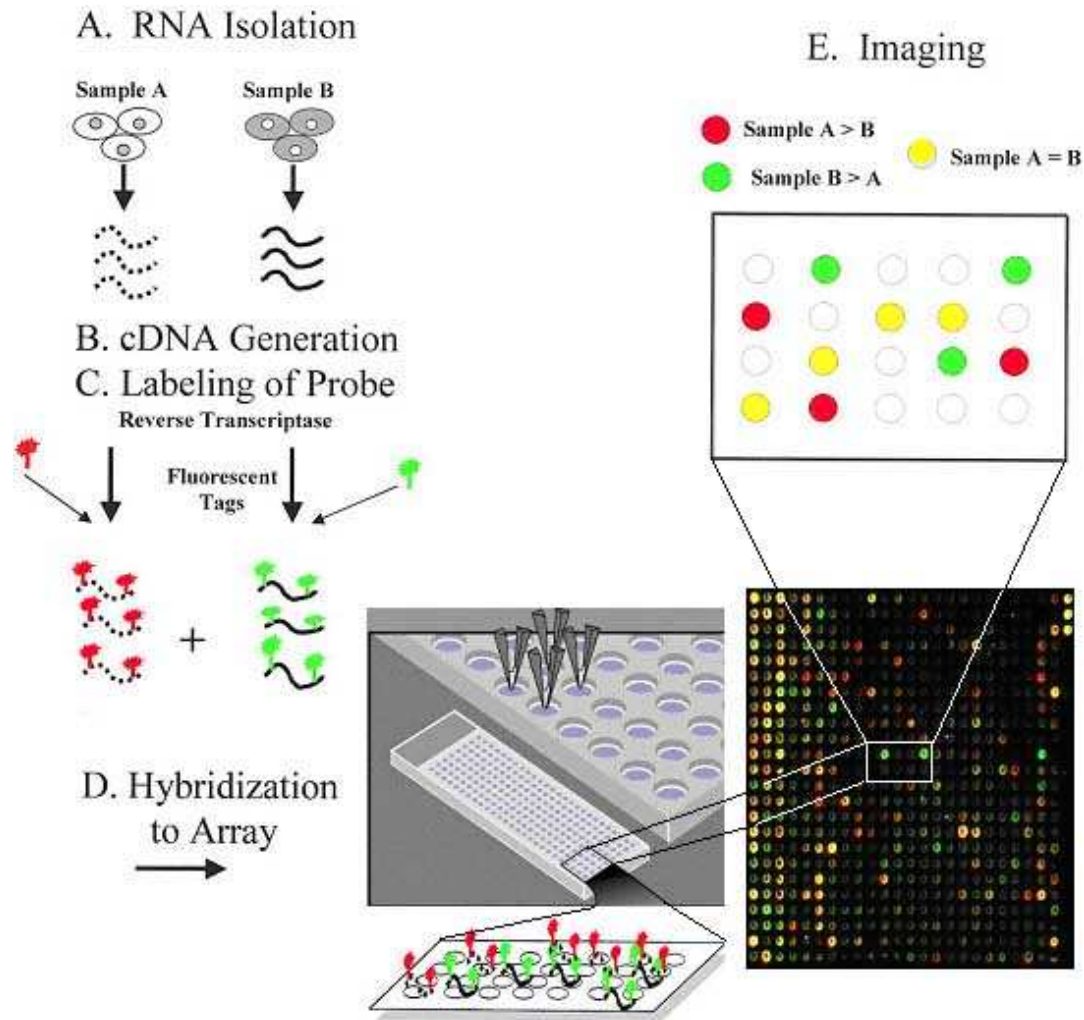 A. RNA Isolation
Sample A
Sample B
B. cDNA Generation
C. Labeling of Probe
Reverse Transcriptase
Fluorescent
Tags
+
D. Hybridization
to Array
E. Imaging
Sample A > B
Sample B > A
Sample A = B